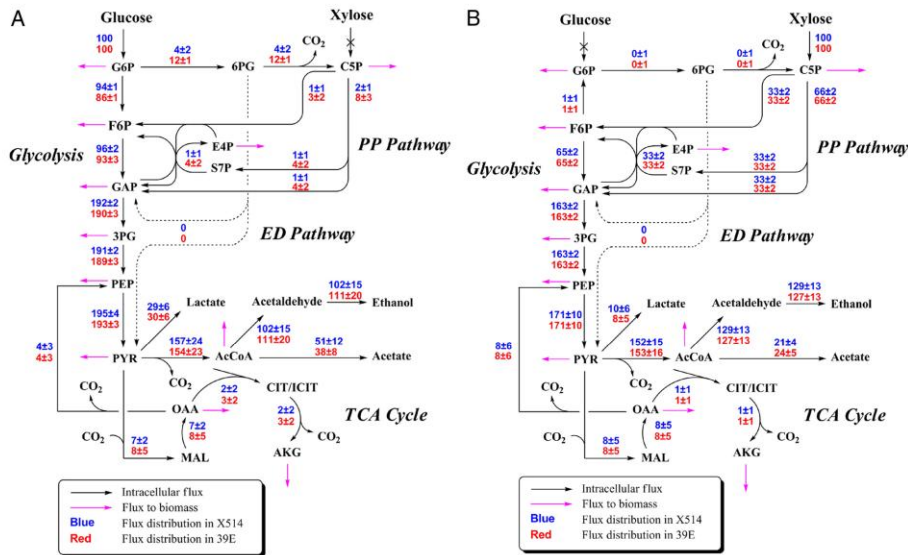 A
Glucose
Xylose
100
100
4±2
12±1
CO2
4±2
12±1
G6P
6PG
C5P
94±1
86±1
1±1
3±2
2±1
8±3
F6P
PP Pathway
E4P
Glycolysis
96±2
93±3
1±1
4±2
1±1
4±2
S7P
1±1
4±2
GAP
192±2
190±3
0
0
3PG
ED Pathway
191±2
189±3
PEP
Lactate
Acetaldehyde
102±15
111±20
Ethanol
195±4
193±3
29±6
30±6
102±15
111±20
4±3
4±3
157±24
154±23
51±12
38±8
PYR
AcCoA
Acetate
CO2
CIT/ICIT
CO2
OAA
2±2
3±2
TCA Cycle
2±2
3±2
CO2
7±2
8±5
CO2
7±2
8±5
MAL
AKG
Intracellular flux
Flux to biomass
Blue Flux distribution in X514
Red Flux distribution in 39E
B
Glucose
Xylose
100
100
0±1
0±1
CO2
0±1
0±1
G6P
6PG
C5P
1±1
1±1
33±2
33±2
66±2
66±2
F6P
PP Pathway
E4P
Glycolysis
65±2
65±2
33±2
33±2
33±2
33±2
S7P
33±2
33±2
GAP
163±2
163±2
0
0
3PG
ED Pathway
163±2
163±2
PEP
Lactate
Acetaldehyde
129±13
127±13
Ethanol
171±10
171±10
10±6
8±5
129±13
127±13
8±6
8±6
152±15
153±16
21±4
24±5
PYR
AcCoA
Acetate
CO2
CIT/ICIT
CO2
OAA
1±1
1±1
TCA Cycle
1±1
1±1
CO2
8±5
8±5
CO2
8±5
8±5
MAL
AKG
Intracellular flux
Flux to biomass
Blue Flux distribution in X514
Red Flux distribution in 39E